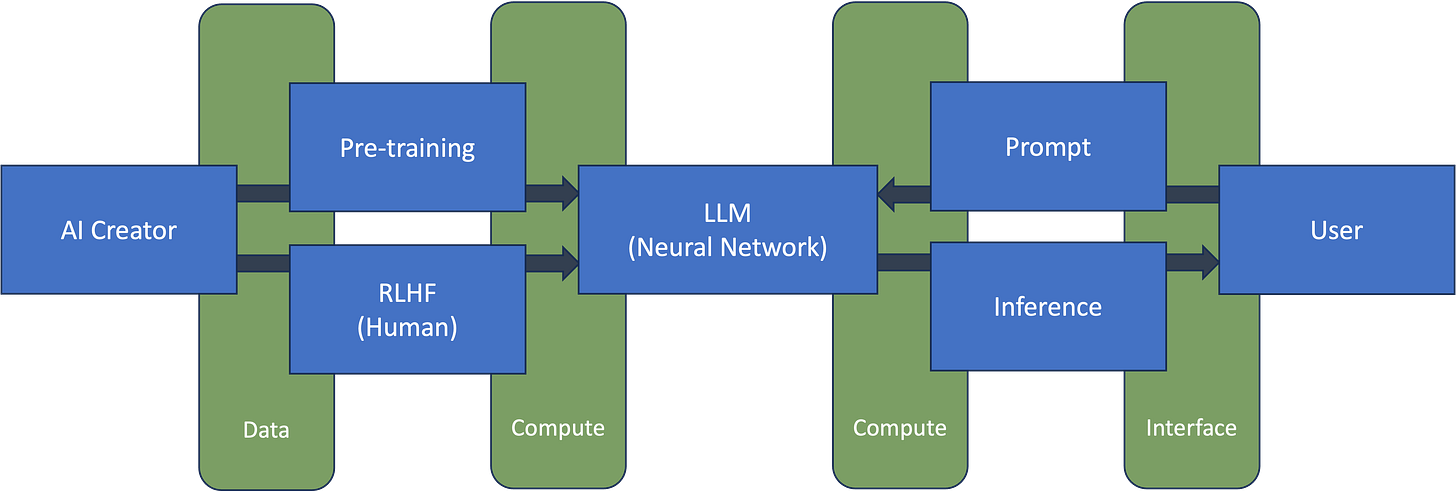 AI Creator
Pre-training
RLHF
(Human)
LLM
(Neural Network)
Prompt
Inference
User
Data
Compute
Compute
Interface